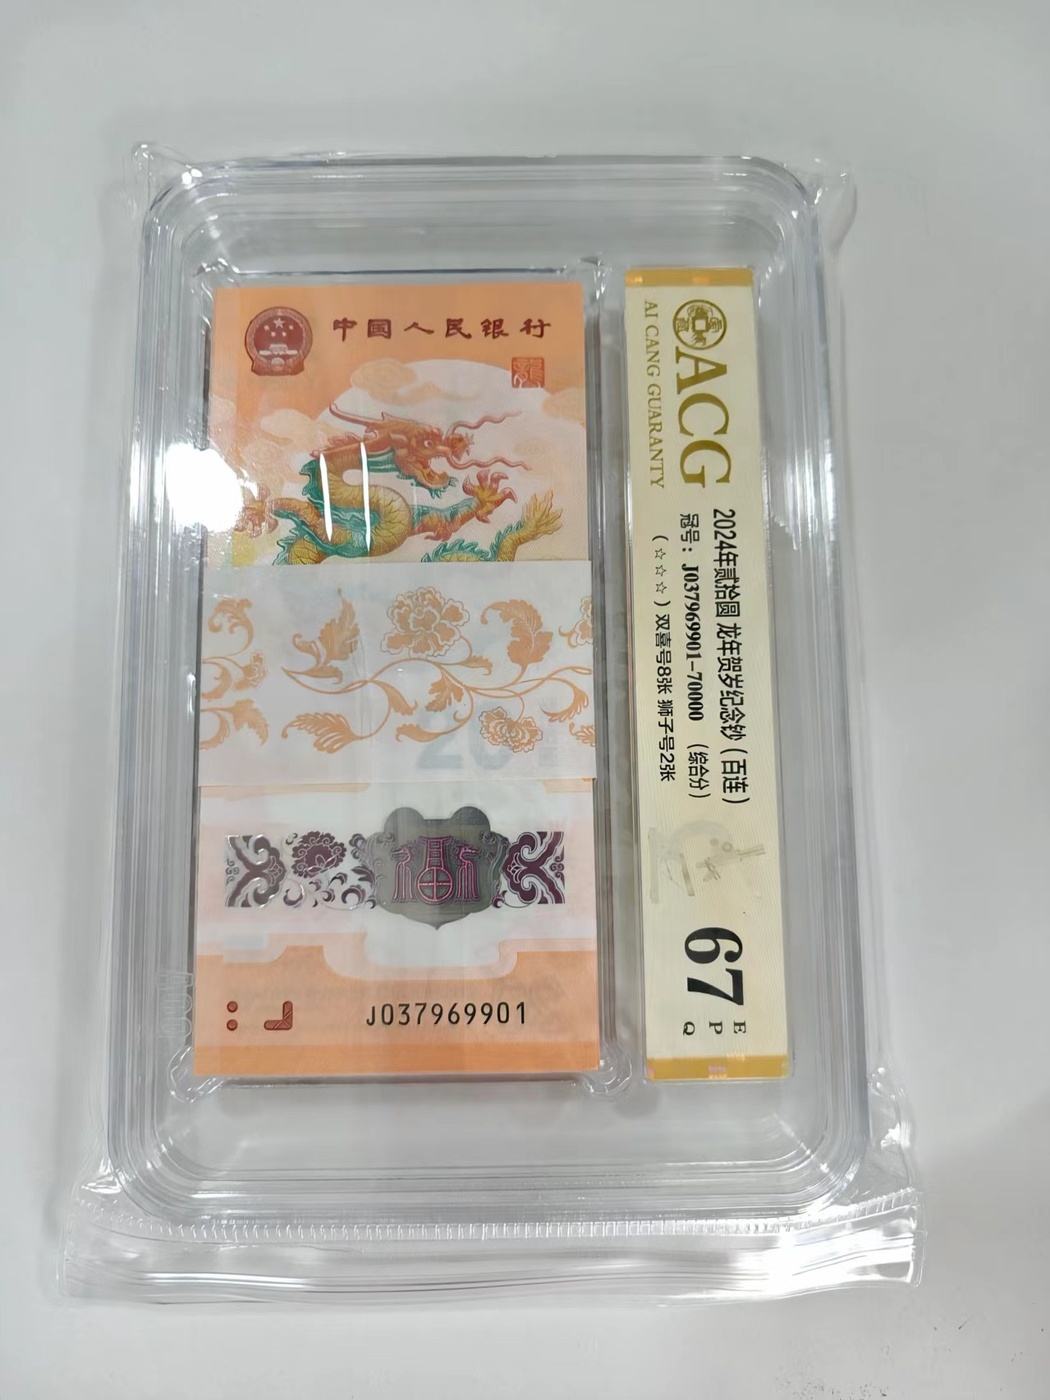 中国人民银行
福
J037969901
ACG
AI CANG GUARANTY
2024年贰拾圆 龙年贺岁纪念钞（百连）
冠号：J037969901-70000 （综合分）
（☆☆☆）双喜号8张 狮子号2张
67
E
P
Q